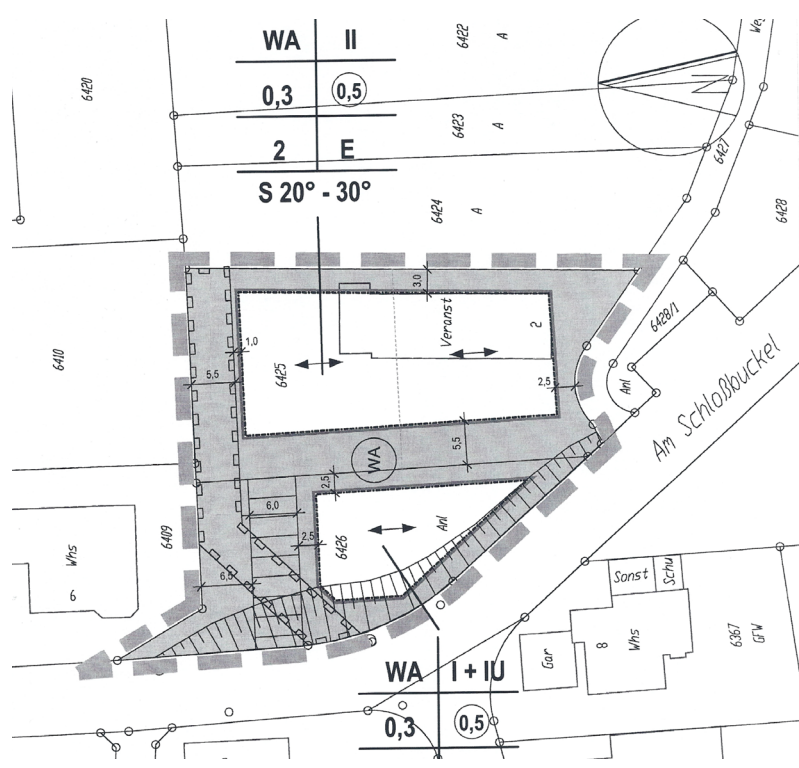 WA II
0,3 0,5
2 E
S 20° - 30°
6420
6422 A
6423 A
6424 A
N
6427
6428
6428/1
Anl
Am Schloßbuckel
6410
3,0
1,0
5,5
6425
Veranst
2
2,5
5,5
WA
2,5
6,0
2,5
6426
Anl
6,5
6409
Whs
6
Sonst
Schu
Gar
8
Whs
6367
GFW
WA I + IU
0,3 0,5